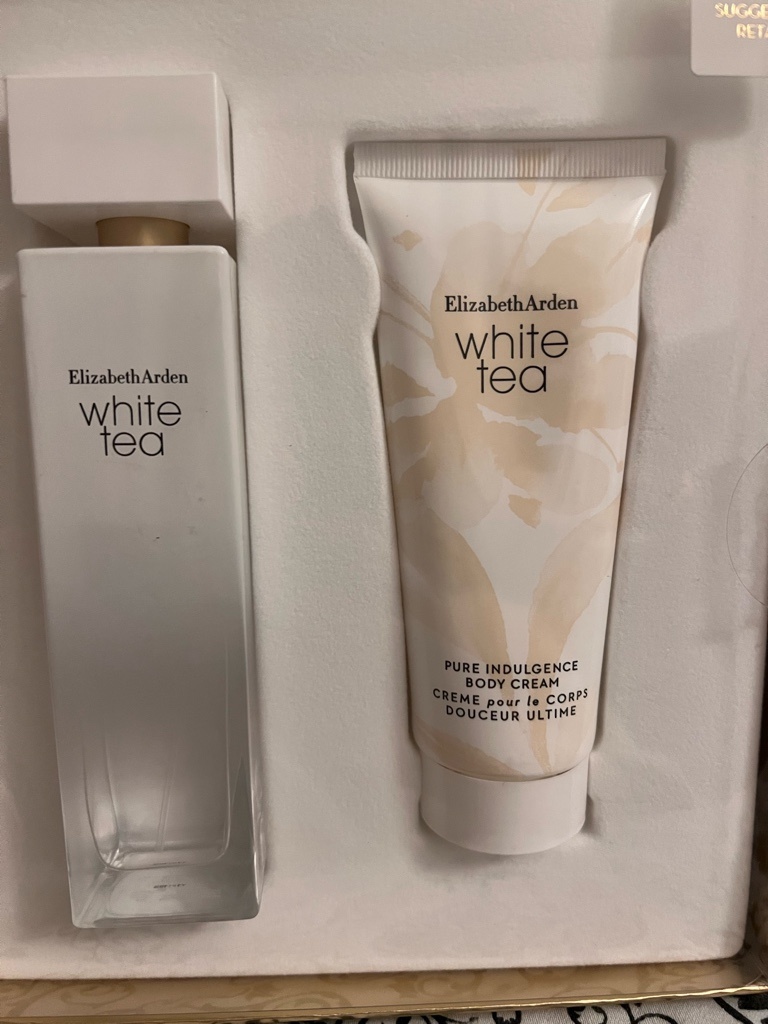 ElizabethArden
white
tea
ElizabethArden
white
tea
PURE INDULGENCE
BODY CREAM
CREME pour le CORPS
DOUCEUR ULTIME